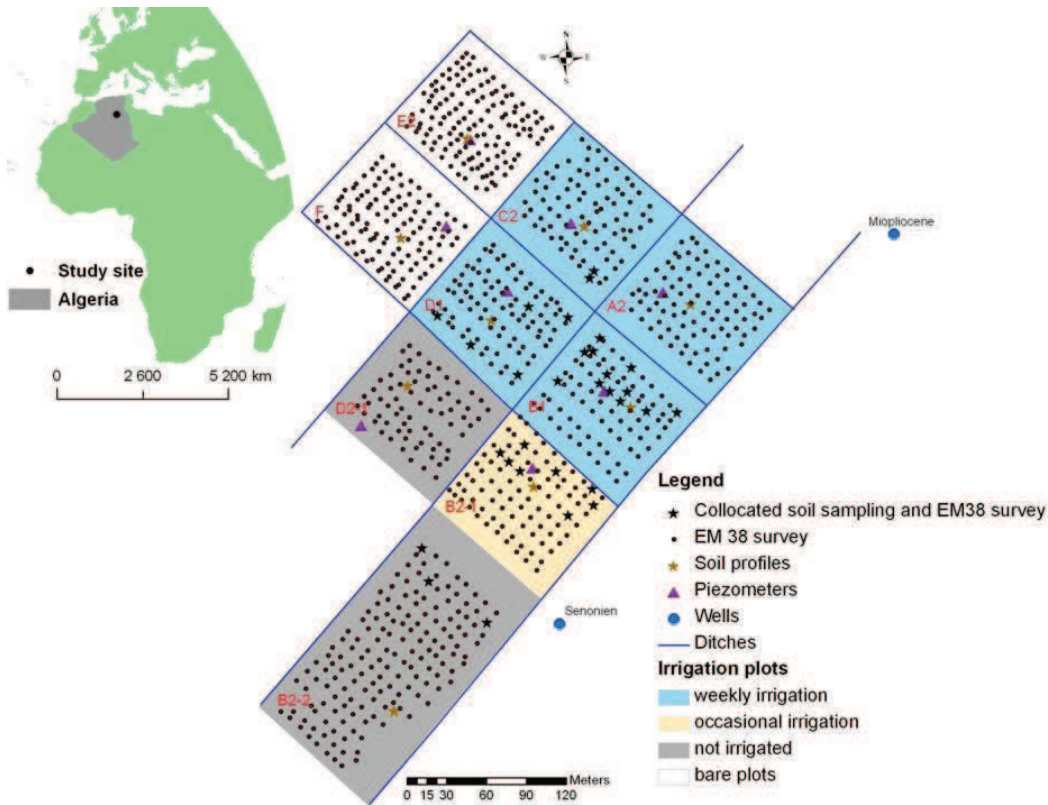 S
W
E
S
E2
F
C2
Miopliocene
Study site
Algeria
D1
A2
0 2 600 5 200 km
D2-1
B1
B2-1
Legend
Collocated soil sampling and EM38 survey
EM 38 survey
Soil profiles
Piezometers
Wells
Ditches
Senonien
Irrigation plots
weekly irrigation
occasional irrigation
not irrigated
bare plots
B2-2
Meters
0 15 30 60 90 120